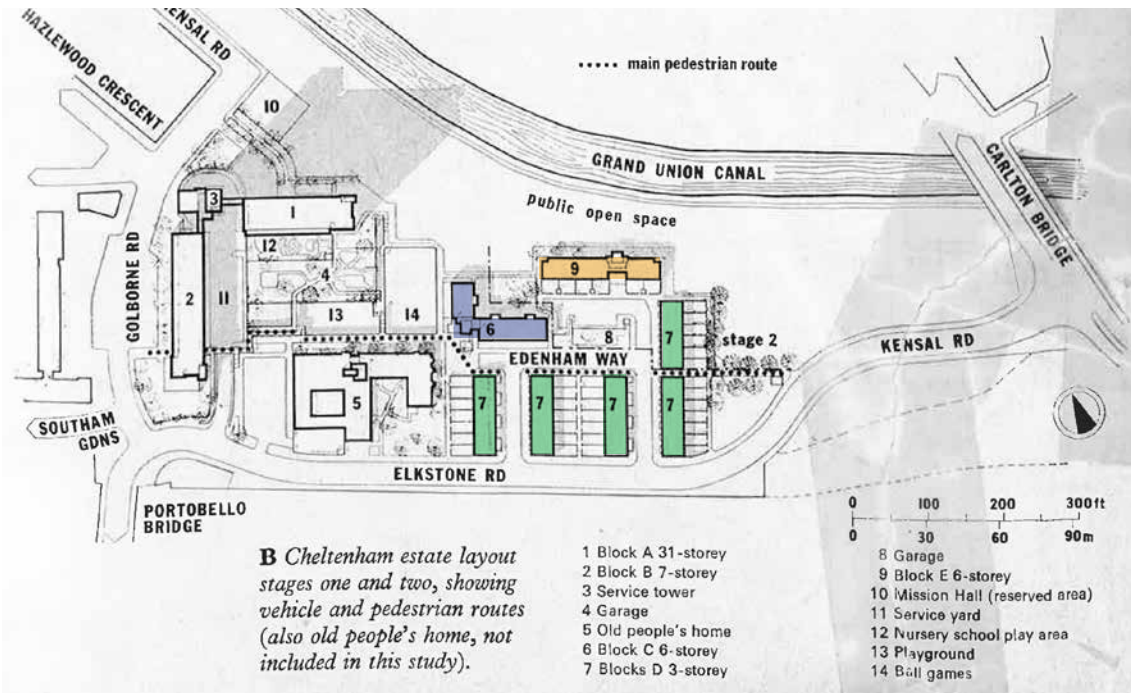 HAZLEWOOD CRESCENT
KENSAL RD
10
main pedestrian route
GRAND UNION CANAL
CARLTON BRIDGE
public open space
3
1
GOLBORNE RD
2
11
12
4
13
14
9
6
8
7
stage 2
KENSAL RD
EDENHAM WAY
5
7
7
7
7
SOUTHAM
GDNS
ELKSTONE RD
PORTOBELLO
BRIDGE
0 100 200 300ft
0 30 60 90m
B Cheltenham estate layout
stages one and two, showing
vehicle and pedestrian routes
(also old people's home, not
included in this study).
1 Block A 31-storey
2 Block B 7-storey
3 Service tower
4 Garage
5 Old people's home
6 Block C 6-storey
7 Blocks D 3-storey
8 Garage
9 Block E 6-storey
10 Mission Hall (reserved area)
11 Service yard
12 Nursery school play area
13 Playground
14 Ball games